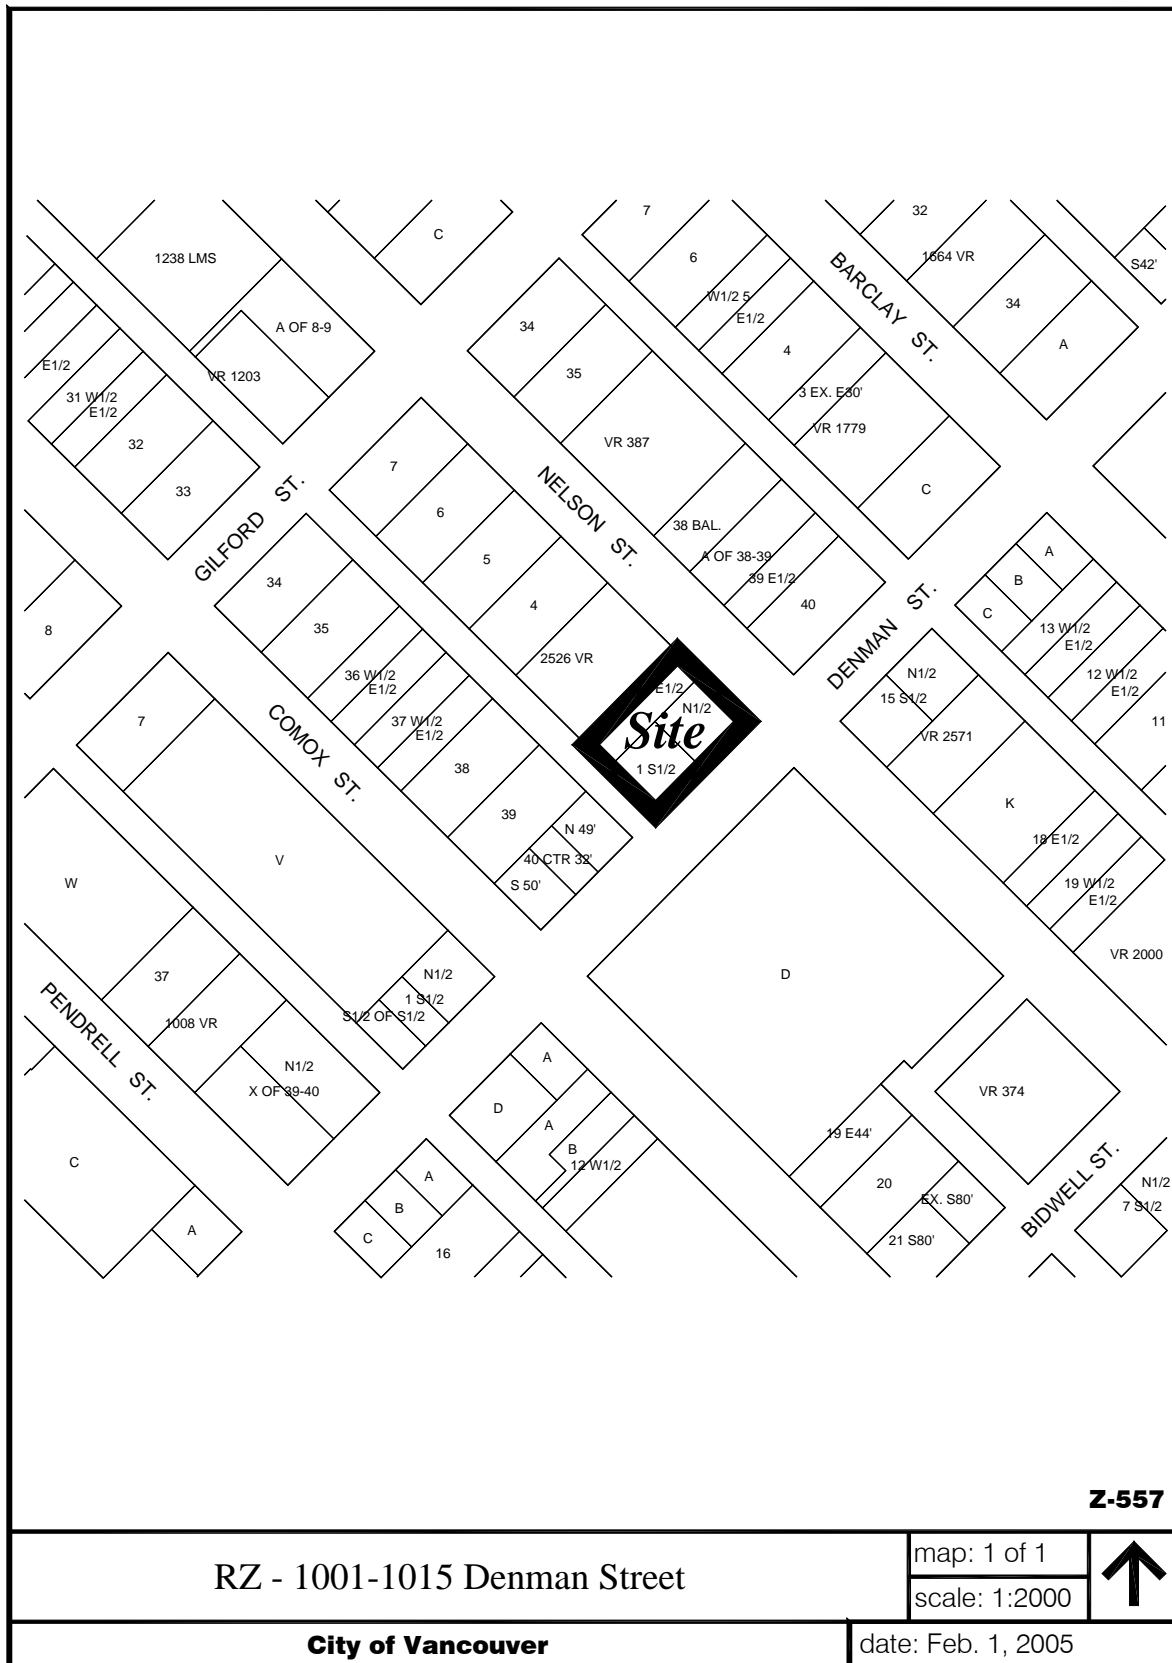 7
32
C
6
1664 VR
1238 LMS
S42'
BARCLAY ST.
W1/2 5
E1/2
34
A OF 8-9
34
A
4
E1/2
VR 1203
35
31 W1/2
E1/2
3 EX. E30'
VR 1779
32
VR 387
7
33
NELSON ST.
C
GILFORD ST.
6
38 BAL.
A OF 38-39
39 E1/2
A
5
34
B
40
4
C
DENMAN ST.
8
35
13 W1/2
E1/2
2526 VR
36 W1/2
E1/2
N1/2
15 S1/2
12 W1/2
E1/2
E1/2
N1/2
Site
1 S1/2
7
COMOX ST.
37 W1/2
E1/2
VR 2571
11
38
K
39
N 49'
40 CTR 32'
S 50'
18 E1/2
V
W
19 W1/2
E1/2
VR 2000
37
N1/2
1 S1/2
S1/2 OF S1/2
D
PENDRELL ST.
1008 VR
N1/2
X OF 39-40
A
D
A
B
12 W1/2
VR 374
19 E44'
C
A
B
C
16
A
20
EX. S80'
21 S80'
BIDWELL ST.
N1/2
7 S1/2
Z-557
RZ - 1001-1015 Denman Street
map: 1 of 1
scale: 1:2000
City of Vancouver
date: Feb. 1, 2005